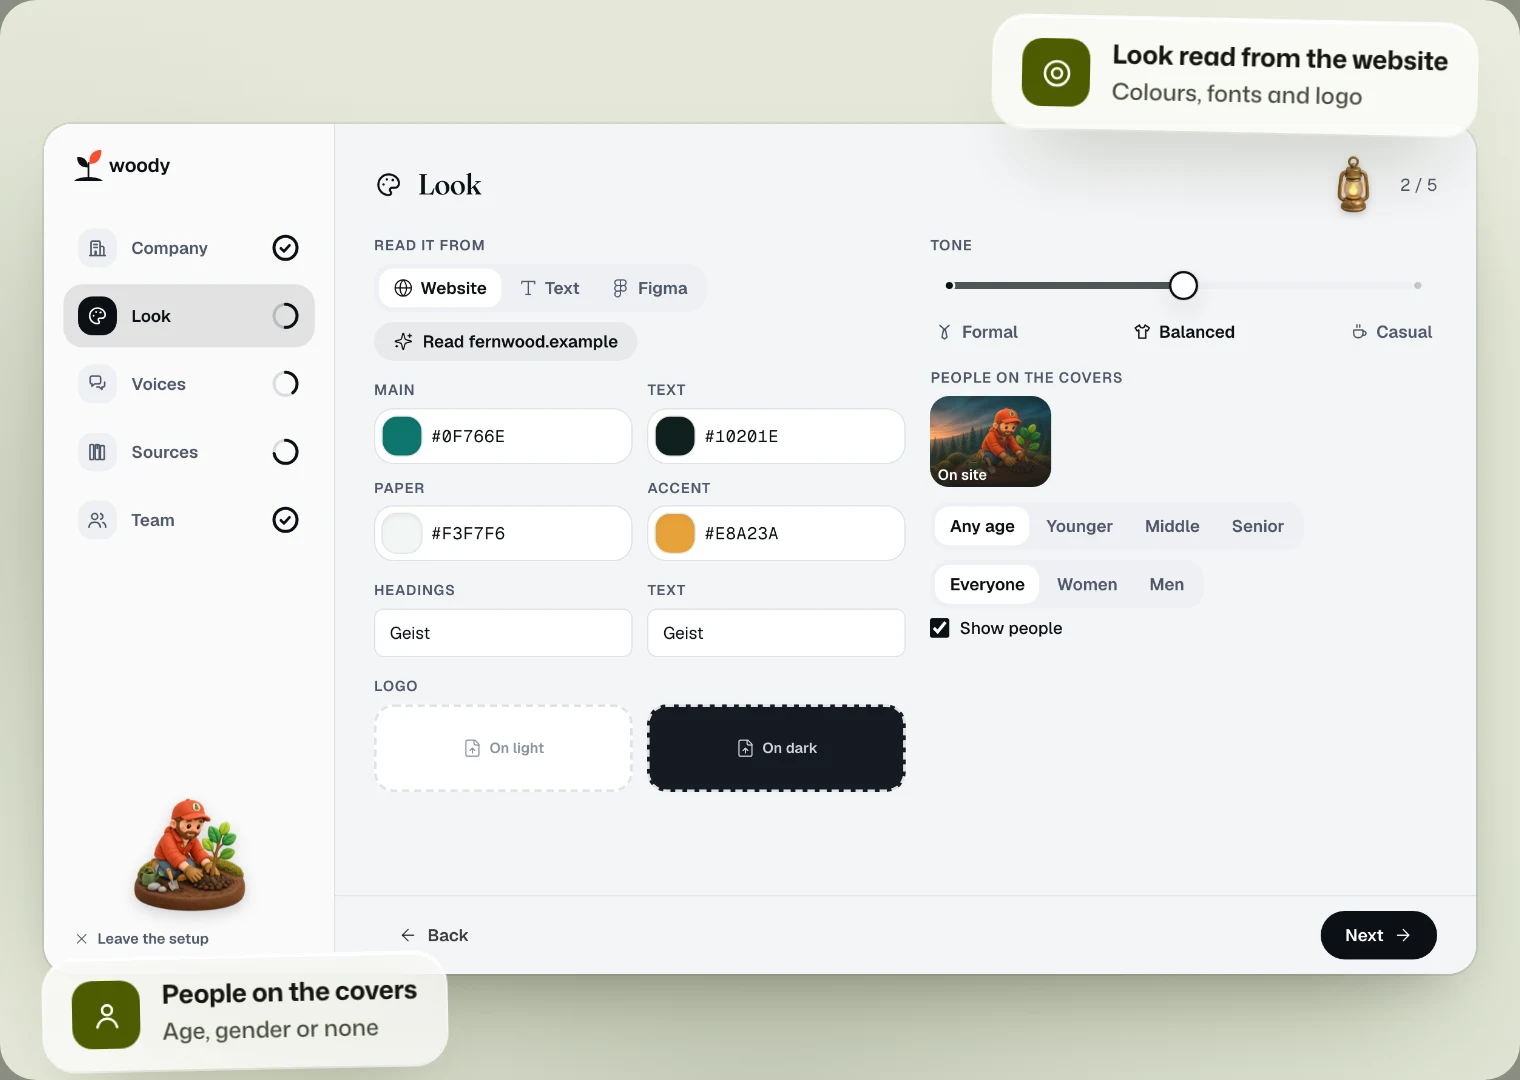 Look read from the website
Colours, fonts and logo
woody
Company
Look
Voices
Sources
Team
Leave the setup
Look
2 / 5
READ IT FROM
Website
Text
Figma
Read fernwood.example
MAIN
TEXT
#0F766E
#10201E
PAPER
ACCENT
#F3F7F6
#E8A23A
HEADINGS
TEXT
Geist
Geist
LOGO
On light
On dark
TONE
Formal
Balanced
Casual
PEOPLE ON THE COVERS
On site
Any age
Younger
Middle
Senior
Everyone
Women
Men
Show people
Back
Next
People on the covers
Age, gender or none